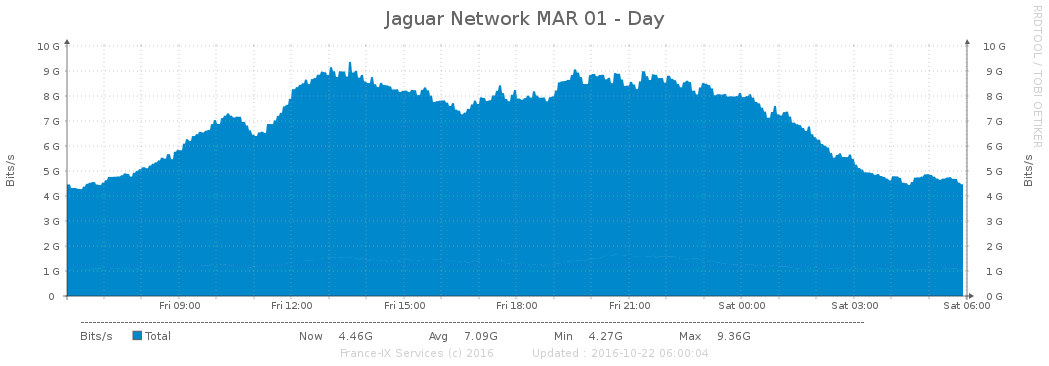 Jaguar Network MAR 01 - Day
RRDTOOL / TOBI OETIKER
Bits/s
10 G 10 G
9 G 9 G
8 G 8 G
7 G 7 G
6 G 6 G
5 G 5 G
4 G 4 G
3 G 3 G
2 G 2 G
1 G 1 G
0 0 G
Bits/s
Fri 09:00 Fri 12:00 Fri 15:00 Fri 18:00 Fri 21:00 Sat 00:00 Sat 03:00 Sat 06:00
Bits/s Total Now 4.46G Avg 7.09G Min 4.27G Max 9.36G
France-IX Services (c) 2016 Updated : 2016-10-22 06:00:04